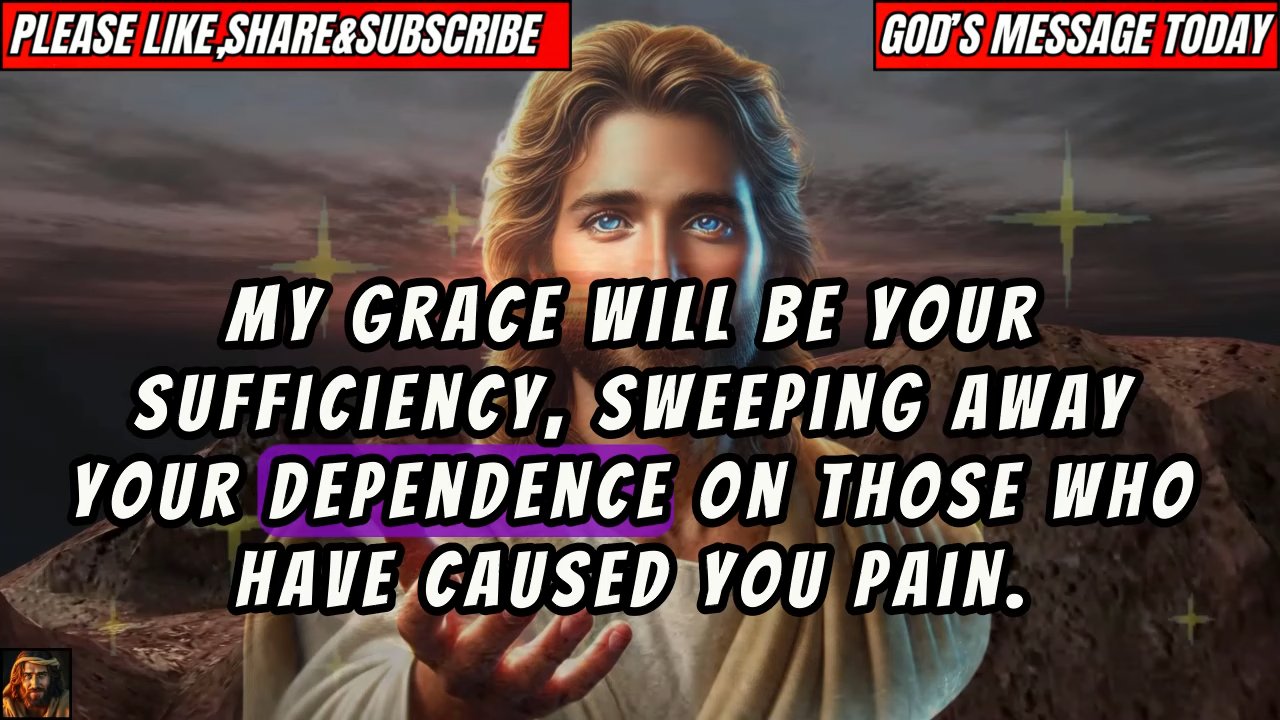 PLEASE LIKE,SHARE&SUBSCRIBE
GOD'S MESSAGE TODAY
MY GRACE WILL BE YOUR
SUFFICIENCY, SWEEPING AWAY
YOUR DEPENDENCE ON THOSE WHO
HAVE CAUSED YOU PAIN.